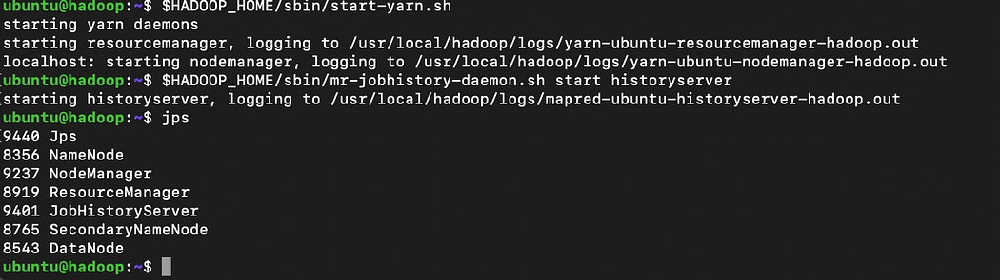 ubuntu@hadoop:~$ $HADOOP_HOME/sbin/start-yarn.sh
starting yarn daemons
starting resourcemanager, logging to /usr/local/hadoop/logs/yarn-ubuntu-resourcemanager-hadoop.out
localhost: starting nodemanager, logging to /usr/local/hadoop/logs/yarn-ubuntu-nodemanager-hadoop.out
[ubuntu@hadoop:~$ $HADOOP_HOME/sbin/mr-jobhistory-daemon.sh start historyserver
[starting historyserver, logging to /usr/local/hadoop/logs/mapred-ubuntu-historyserver-hadoop.out
ubuntu@hadoop:~$ jps
[9440 Jps
8356 NameNode
9237 NodeManager
8919 ResourceManager
9401 JobHistoryServer
8765 SecondaryNameNode
8543 DataNode
ubuntu@hadoop:~$